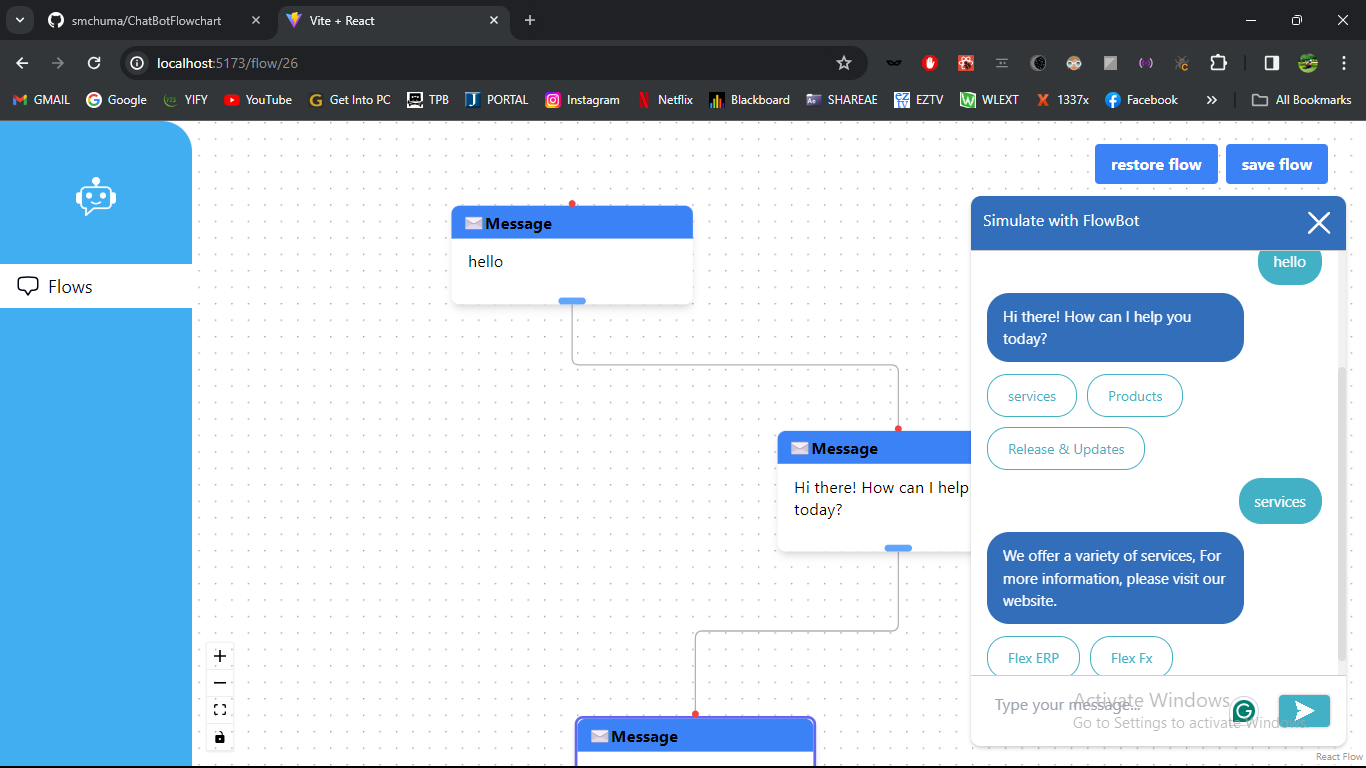 smchuma/ChatBotFlowchart
Vite + React
localhost:5173/flow/26
GMAIL
Google
YIFY
YouTube
Get Into PC
TPB
PORTAL
Instagram
Netflix
Blackboard
SHAREAE
EZTV
WLEXT
1337x
Facebook
All Bookmarks
Flows
restore flow
save flow
Message
hello
Message
Hi there! How can I help
today?
Message
Simulate with FlowBot
hello
Hi there! How can I help you
today?
services
Products
Release & Updates
services
We offer a variety of services, For
more information, please visit our
website.
Flex ERP
Flex Fx
Type your message...
Activate Windows
Go to Settings to activate Windows.
React Flow